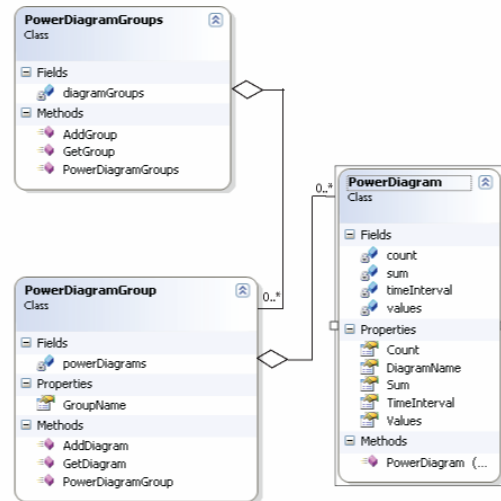 PowerDiagramGroups
Class
Fields
diagramGroups
Methods
AddGroup
GetGroup
PowerDiagramGroups
0..*
PowerDiagram
Class
Fields
count
sum
timeInterval
values
Properties
Count
DiagramName
Sum
TimeInterval
Values
Methods
PowerDiagram (...
PowerDiagramGroup
Class
0..*
Fields
powerDiagrams
Properties
GroupName
Methods
AddDiagram
GetDiagram
PowerDiagramGroup